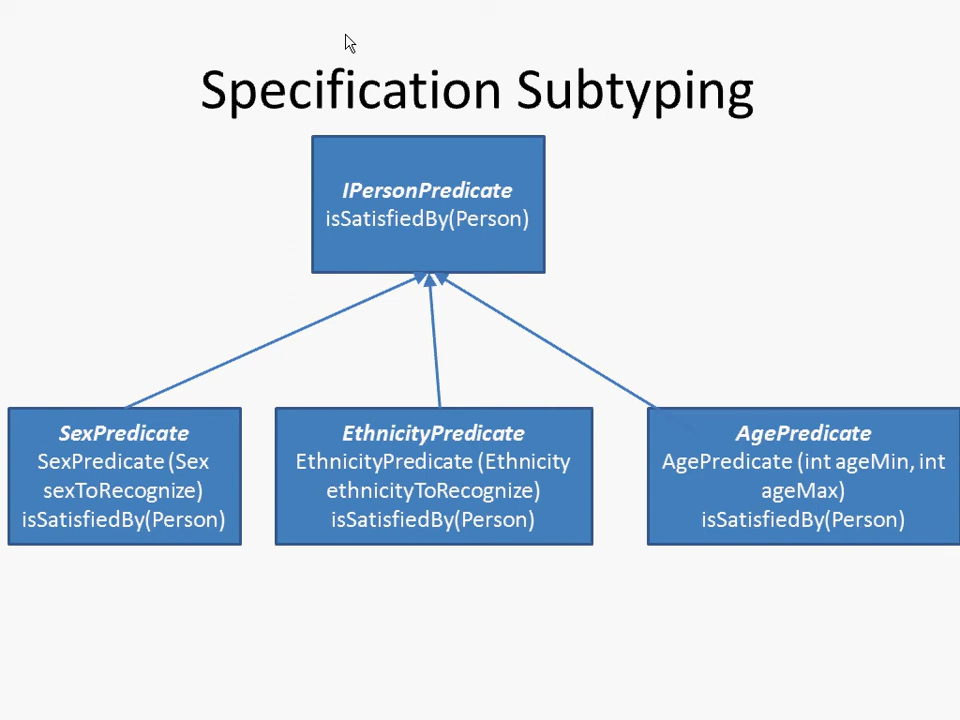 Specification Subtyping
IPersonPredicate
isSatisfiedBy(Person)
SexPredicate
SexPredicate (Sex
sexToRecognize)
isSatisfiedBy(Person)
EthnicityPredicate
EthnicityPredicate (Ethnicity
ethnicityToRecognize)
isSatisfiedBy(Person)
AgePredicate
AgePredicate (int ageMin, int
ageMax)
isSatisfiedBy(Person)